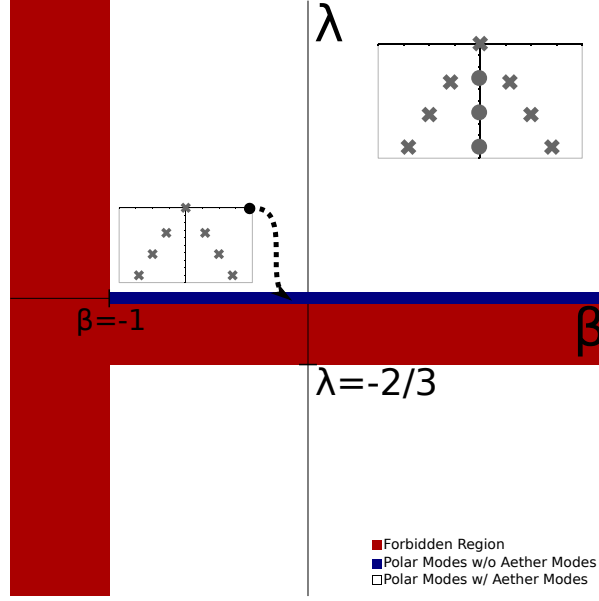 λ
β=-1
β
λ=-2/3
Forbidden Region
Polar Modes w/o Aether Modes
Polar Modes w/ Aether Modes